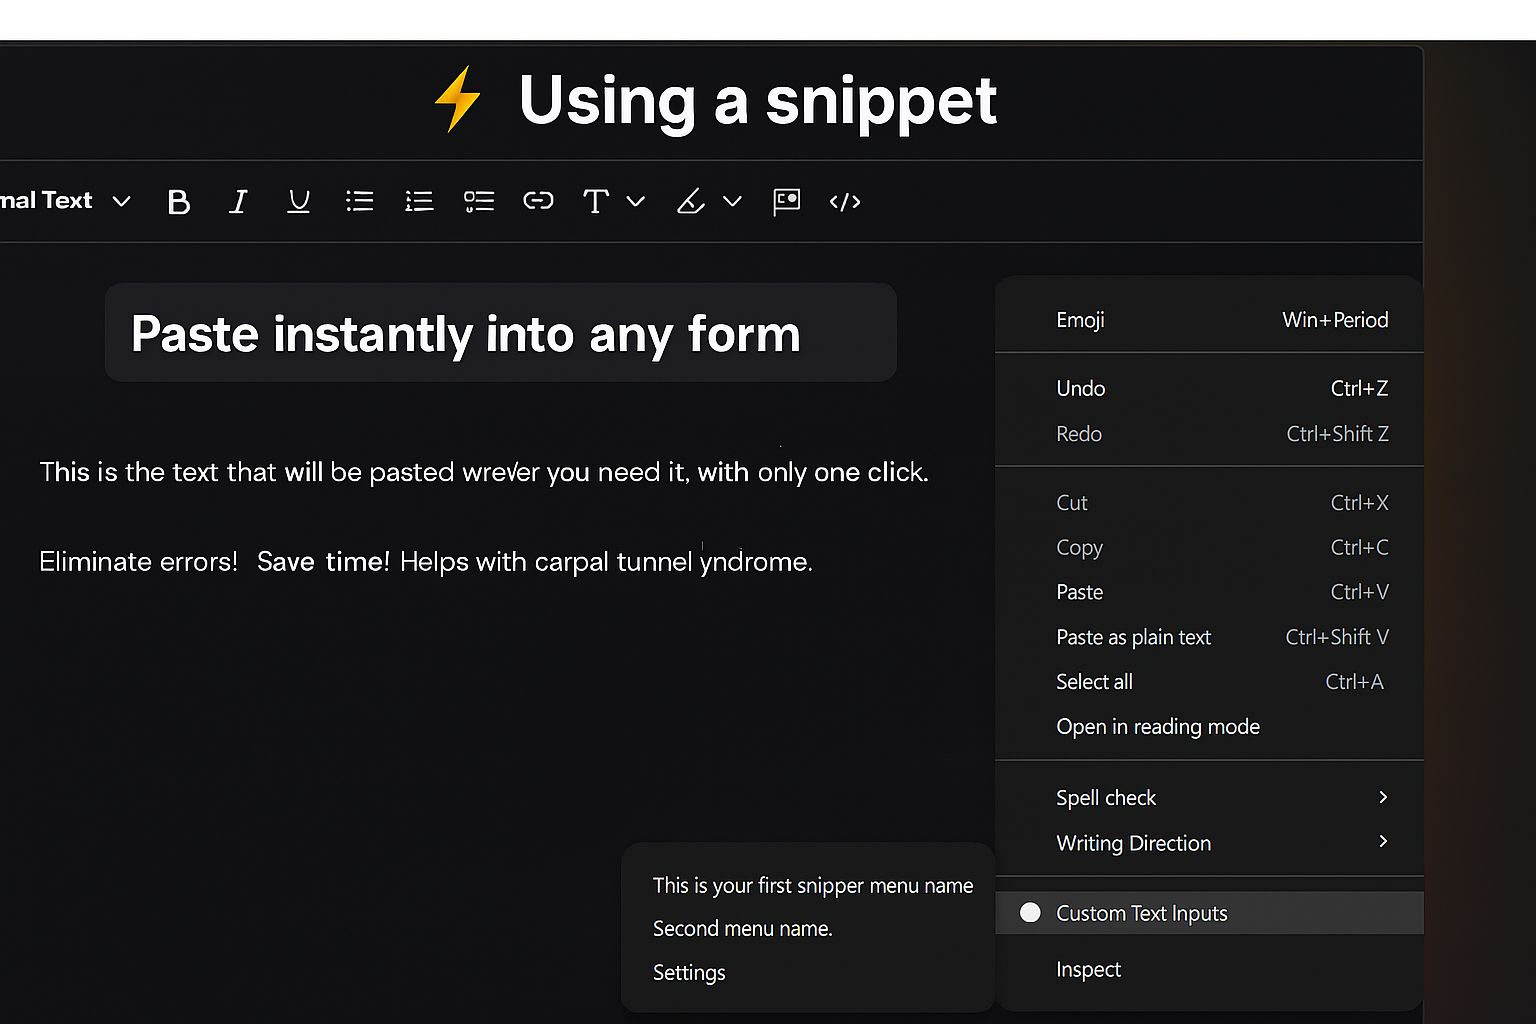 ⚡ Using a snippet
mal Text
B I U T </>
Paste instantly into any form
This is the text that will be pasted wrever you need it, with only one click.
Eliminate errors! Save time! Helps with carpal tunnel yndrome.
Emoji Win+Period
Undo Ctrl+Z
Redo Ctrl+Shift Z
Cut Ctrl+X
Copy Ctrl+C
Paste Ctrl+V
Paste as plain text Ctrl+Shift V
Select all Ctrl+A
Open in reading mode
Spell check
Writing Direction
Custom Text Inputs
Inspect
This is your first snipper menu name
Second menu name.
Settings